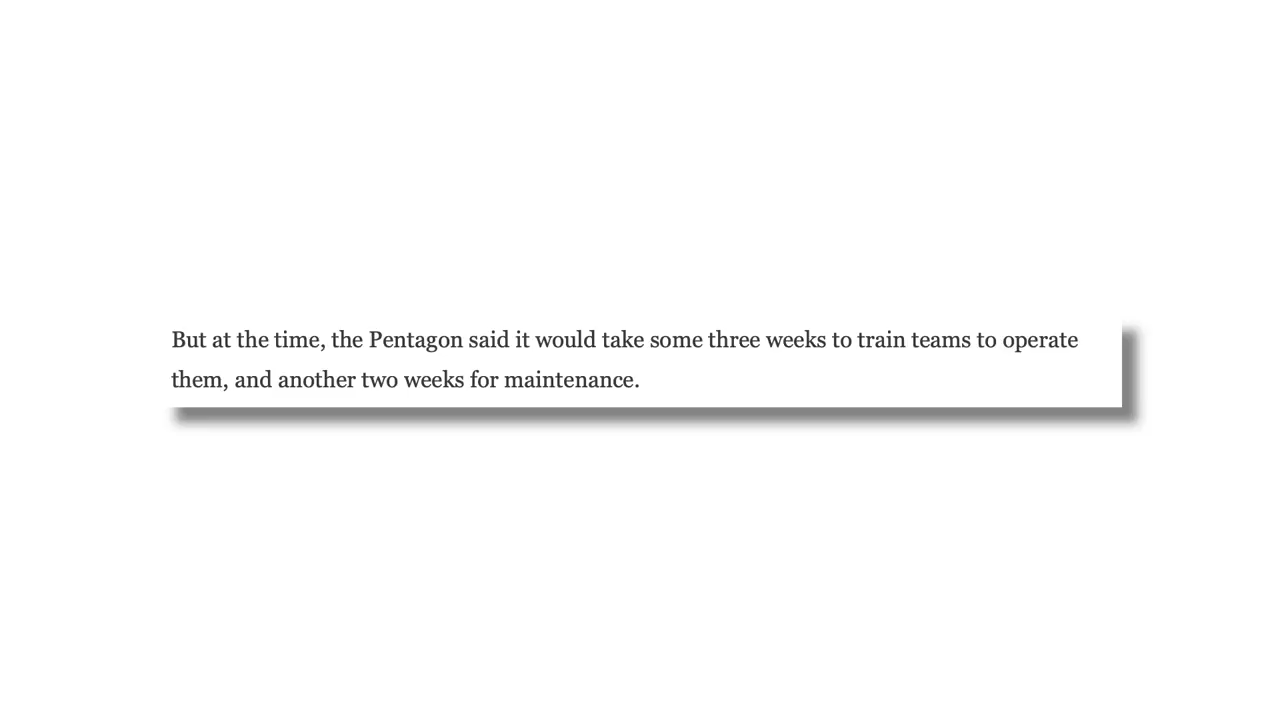 But at the time, the Pentagon said it would take some three weeks to train teams to operate
them, and another two weeks for maintenance.